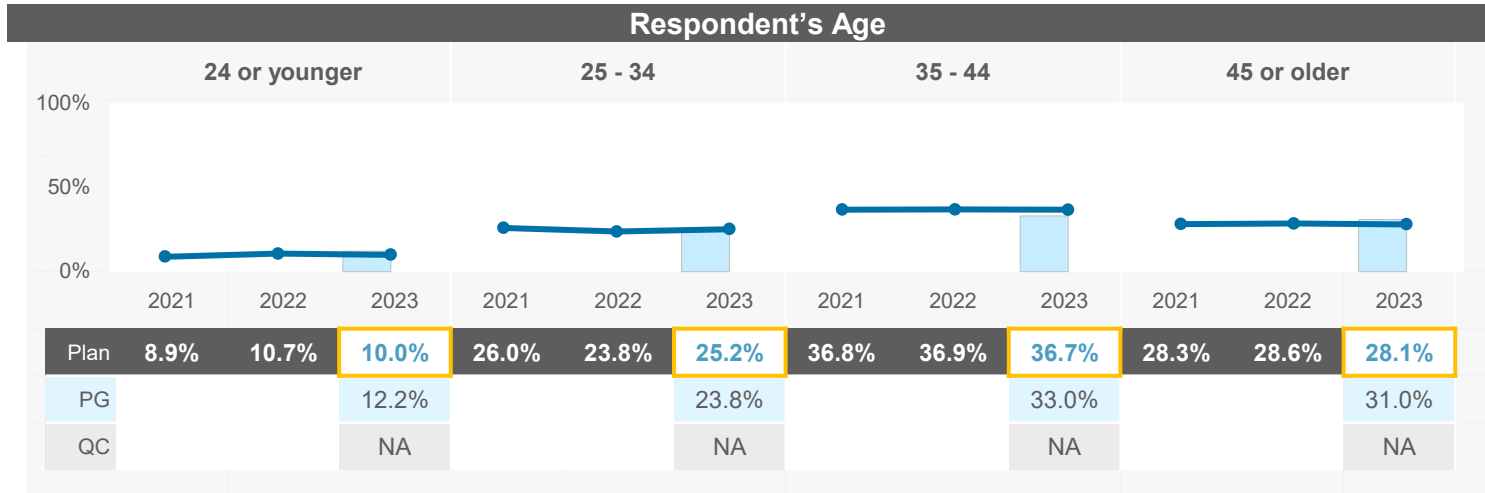 Respondent's Age
24 or younger 25 - 34 35 - 44 45 or older
100%
50%
0%
2021 2022 2023 2021 2022 2023 2021 2022 2023 2021 2022 2023
Plan 8.9% 10.7% 10.0% 26.0% 23.8% 25.2% 36.8% 36.9% 36.7% 28.3% 28.6% 28.1%
PG 12.2% 23.8% 33.0% 31.0%
QC NA NA NA NA